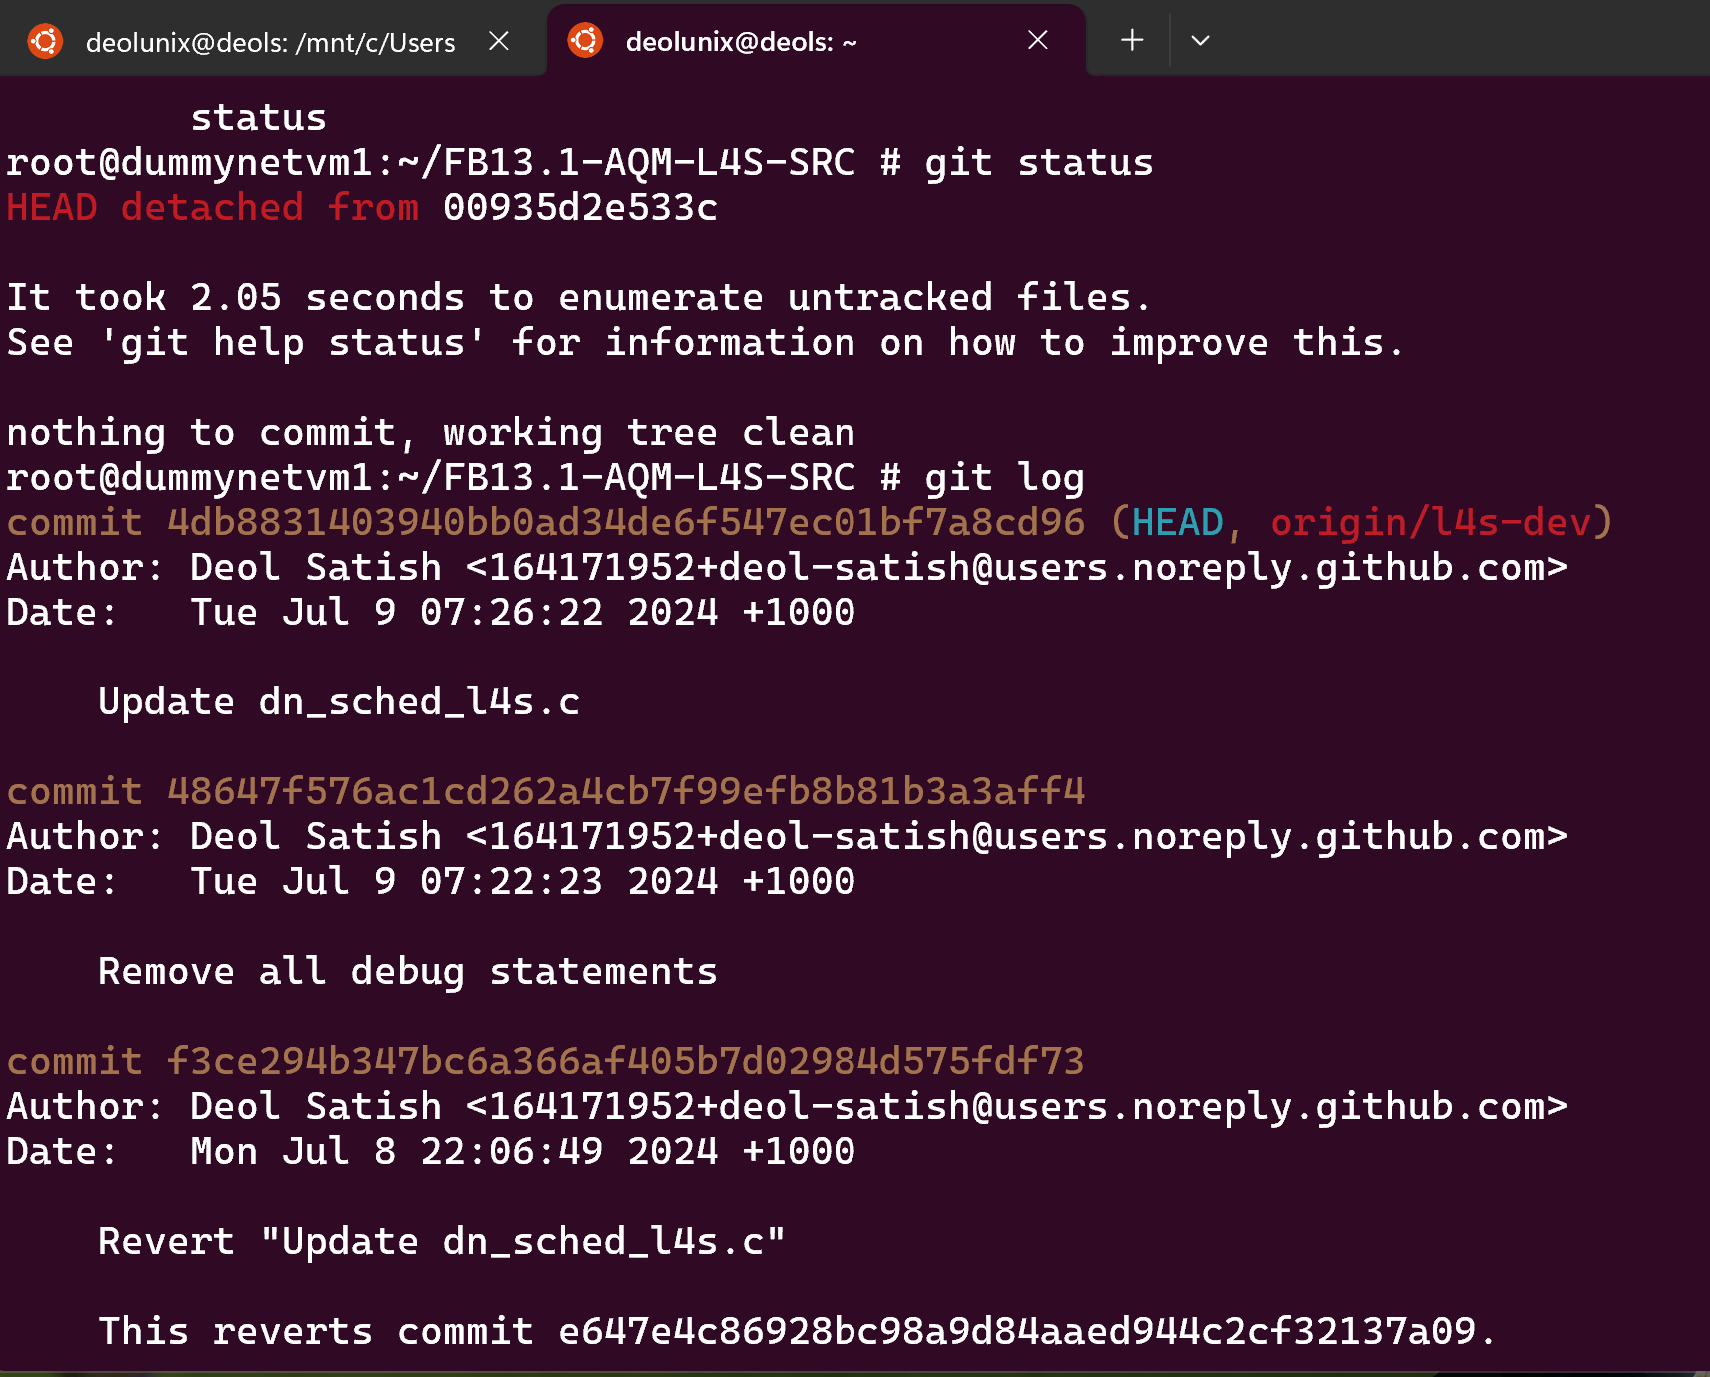 deolunix@deols: /mnt/c/Users
deolunix@deols: ~
status
root@dummynetvm1:~/FB13.1-AQM-L4S-SRC # git status
HEAD detached from 00935d2e533c
It took 2.05 seconds to enumerate untracked files.
See 'git help status' for information on how to improve this.
nothing to commit, working tree clean
root@dummynetvm1:~/FB13.1-AQM-L4S-SRC # git log
commit 4db8831403940bb0ad34de6f547ec01bf7a8cd96 (HEAD, origin/l4s-dev)
Author: Deol Satish <164171952+deol-satish@users.noreply.github.com>
Date:   Tue Jul 9 07:26:22 2024 +1000
Update dn_sched_l4s.c
commit 48647f576ac1cd262a4cb7f99efb8b81b3a3aff4
Author: Deol Satish <164171952+deol-satish@users.noreply.github.com>
Date:   Tue Jul 9 07:22:23 2024 +1000
Remove all debug statements
commit f3ce294b347bc6a366af405b7d02984d575fdf73
Author: Deol Satish <164171952+deol-satish@users.noreply.github.com>
Date:   Mon Jul 8 22:06:49 2024 +1000
Revert "Update dn_sched_l4s.c"
This reverts commit e647e4c86928bc98a9d84aaed944c2cf32137a09.